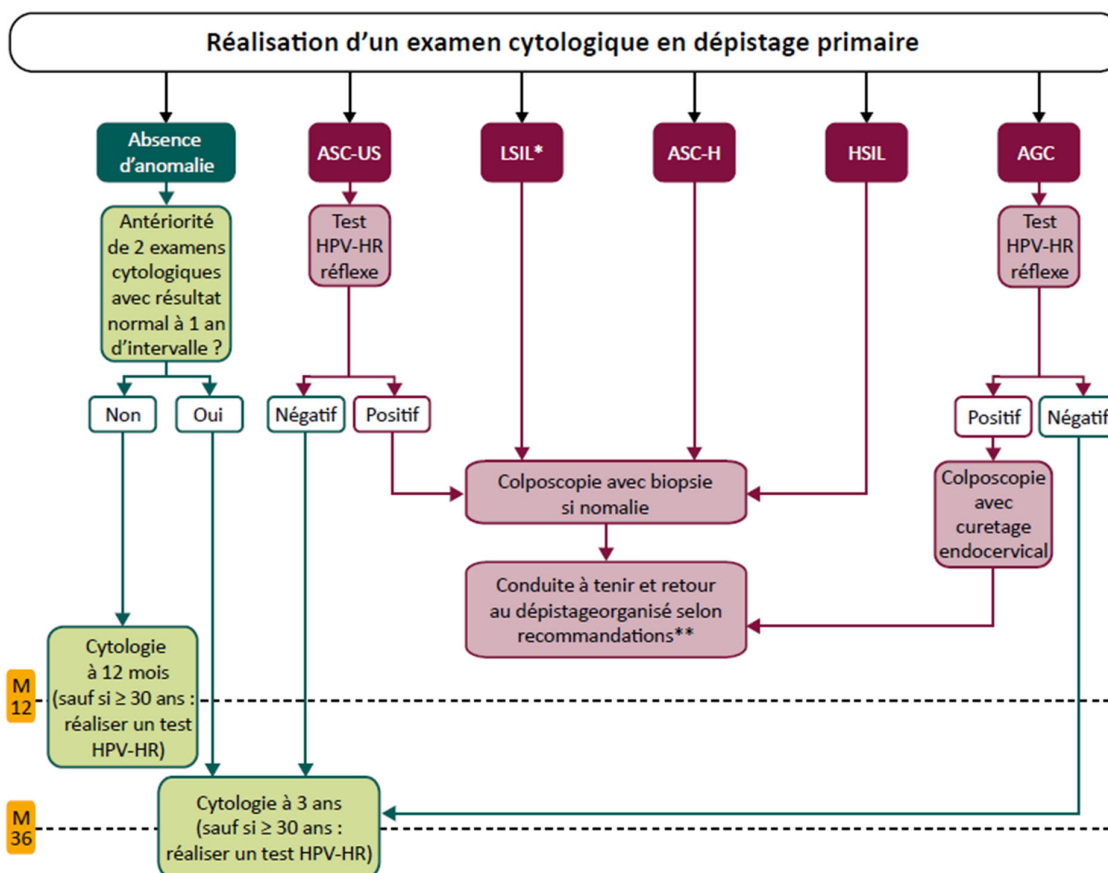 Réalisation d’un examen cytologique en dépistage primaire
Absence
d’anomalie
ASC-US
LSIL*
ASC-H
HSIL
AGC
Antériorité
de 2 examens
cytologiques
avec résultat
normal à 1 an
d’intervalle ?
Test
HPV-HR
réflexe
Test
HPV-HR
réflexe
Non
Oui
Négatif
Positif
Positif
Négatif
Colposcopie avec biopsie
si nomalie
Colposcopie
avec
curetage
endocervical
Conduite à tenir et retour
au dépistageorganisé selon
recommandations**
Cytologie
à 12 mois
(sauf si ≥ 30 ans :
réaliser un test
HPV-HR)
M
12
Cytologie à 3 ans
(sauf si ≥ 30 ans :
réaliser un test HPV-HR)
M
36